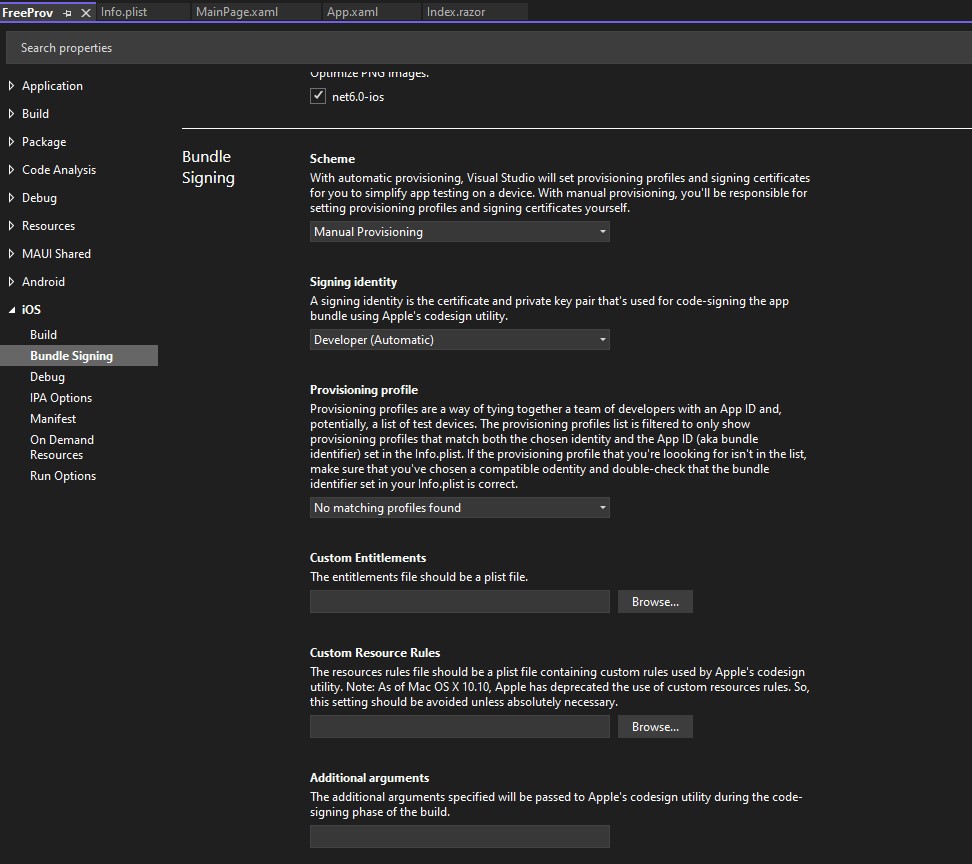 FreeProv
Info.plist
MainPage.xaml
App.xaml
Index.razor
Search properties
Application
Build
Package
Code Analysis
Debug
Resources
MAUI Shared
Android
iOS
Build
Bundle Signing
Debug
IPA Options
Manifest
On Demand
Resources
Run Options
Optimize PNG images.
net6.0-ios
Bundle
Signing
Scheme
With automatic provisioning, Visual Studio will set provisioning profiles and signing certificates
for you to simplify app testing on a device. With manual provisioning, you'll be responsible for
setting provisioning profiles and signing certificates yourself.
Manual Provisioning
Signing identity
A signing identity is the certificate and private key pair that's used for code-signing the app
bundle using Apple's codesign utility.
Developer (Automatic)
Provisioning profile
Provisioning profiles are a way of tying together a team of developers with an App ID and,
potentially, a list of test devices. The provisioning profiles list is filtered to only show
provisioning profiles that match both the chosen identity and the App ID (aka bundle
identifier) set in the Info.plist. If the provisioning profile that you're loooking for isn't in the list,
make sure that you've chosen a compatible odentity and double-check that the bundle
identifier set in your Info.plist is correct.
No matching profiles found
Custom Entitlements
The entitlements file should be a plist file.
Browse...
Custom Resource Rules
The resources rules file should be a plist file containing custom rules used by Apple's codesign
utility. Note: As of Mac OS X 10.10, Apple has deprecated the use of custom resources rules. So,
this setting should be avoided unless absolutely necessary.
Browse...
Additional arguments
The additional arguments specified will be passed to Apple's codesign utility during the code-
signing phase of the build.